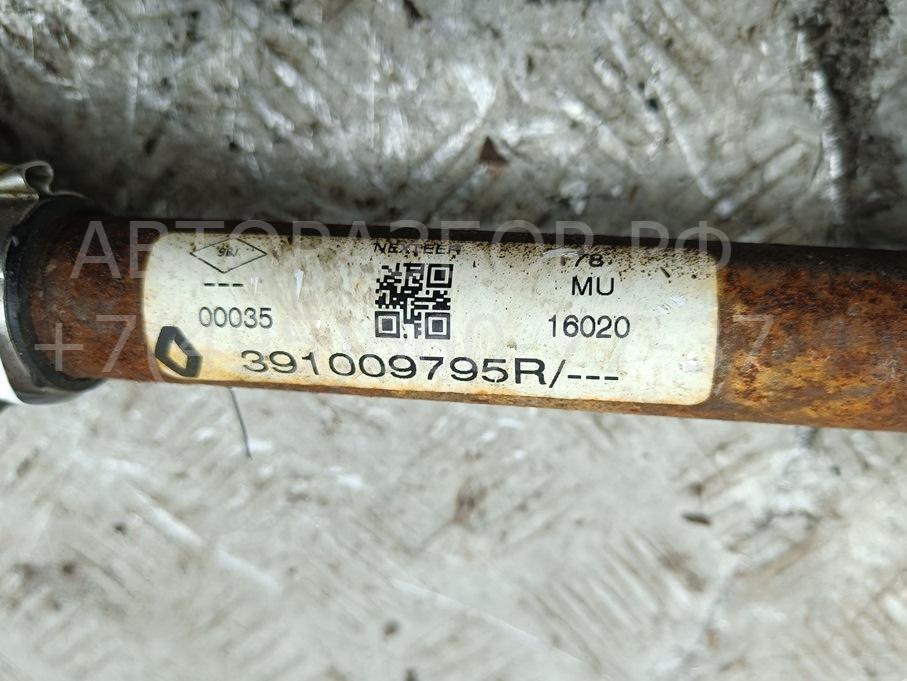 АВТОРАЗБОР.РФ
NEXTEER
78
---
MU
00035
16020
391009795R/---